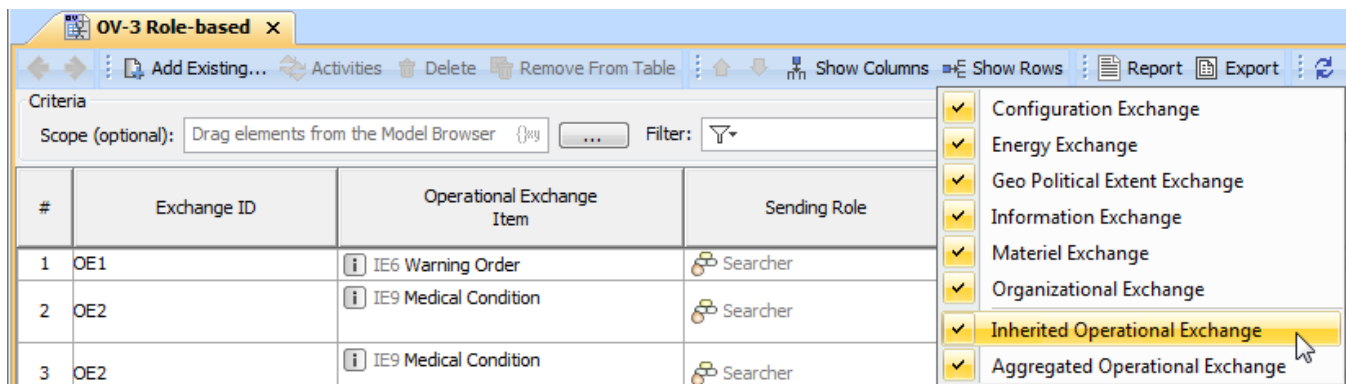 OV-3 Role-based
Add Existing... Activities Delete Remove From Table Show Columns Show Rows Report Export
Criteria
Scope (optional): Drag elements from the Model Browser {}xy ... Filter:
# Exchange ID Operational Exchange Item Sending Role
1 OE1 IE6 Warning Order Searcher
2 OE2 IE9 Medical Condition Searcher
3 OE2 IE9 Medical Condition Searcher
Configuration Exchange
Energy Exchange
Geo Political Extent Exchange
Information Exchange
Materiel Exchange
Organizational Exchange
Inherited Operational Exchange
Aggregated Operational Exchange